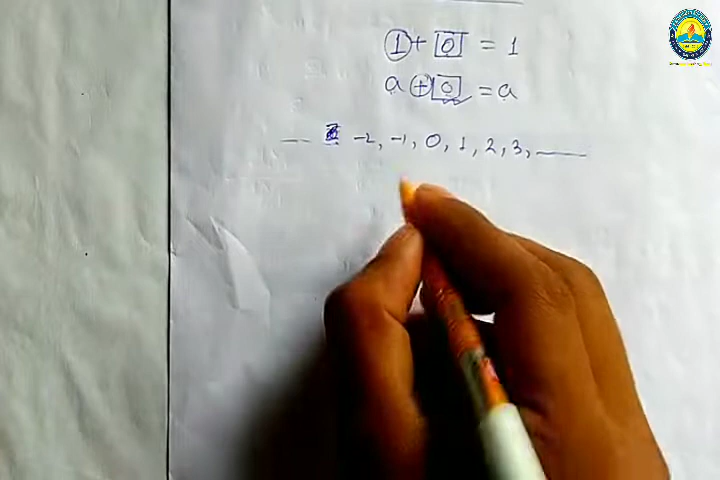 1 + 0 = 1
a + 0 = a
— -2, -1, 0, 1, 2, 3, —